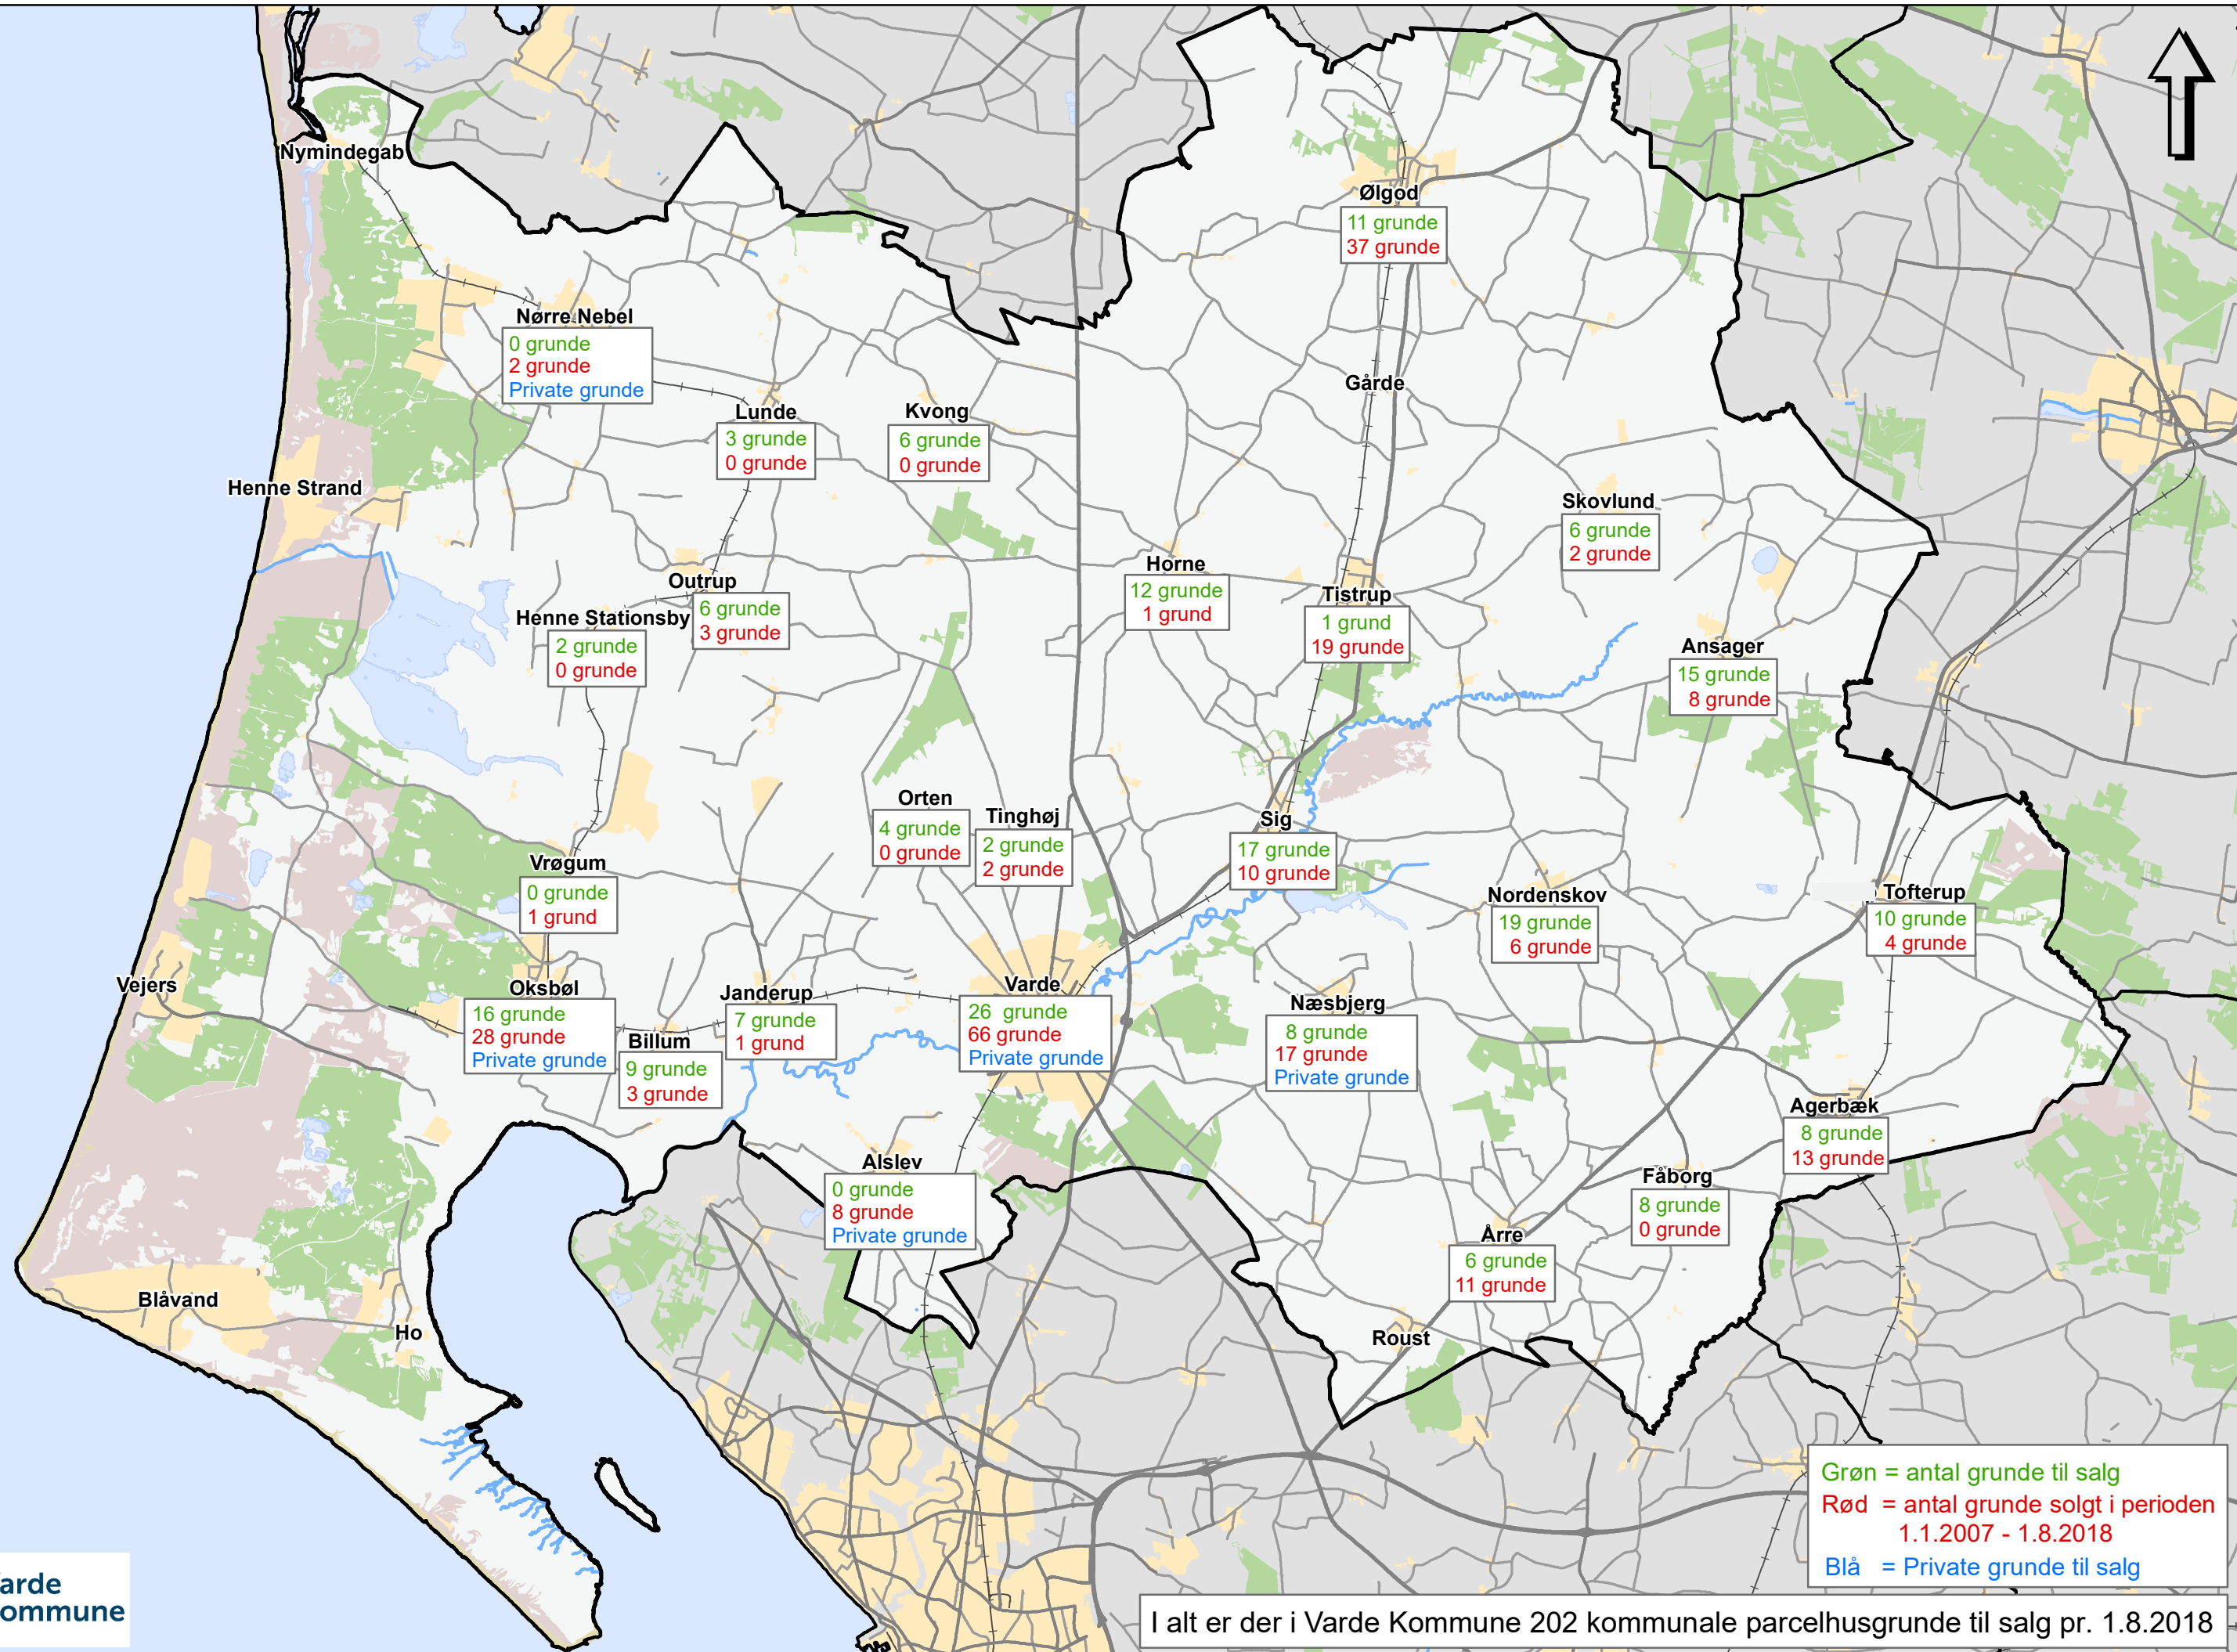 Nymindegab
Ølgod
11 grunde
37 grunde
Nørre Nebel
0 grunde
2 grunde
Private grunde
Gårde
Lunde
3 grunde
0 grunde
Kvong
6 grunde
0 grunde
Henne Strand
Skovlund
6 grunde
2 grunde
Horne
12 grunde
1 grund
Outrup
6 grunde
3 grunde
Tistrup
1 grund
19 grunde
Henne Stationsby
2 grunde
0 grunde
Ansager
15 grunde
8 grunde
Orten
4 grunde
0 grunde
Tinghøj
2 grunde
2 grunde
Sig
17 grunde
10 grunde
Vrøgum
0 grunde
1 grund
Nordenskov
19 grunde
6 grunde
Tofterup
10 grunde
4 grunde
Vejers
Oksbøl
16 grunde
28 grunde
Private grunde
Janderup
7 grunde
1 grund
Varde
26 grunde
66 grunde
Private grunde
Næsbjerg
8 grunde
17 grunde
Private grunde
Billum
9 grunde
3 grunde
Agerbæk
8 grunde
13 grunde
Alslev
0 grunde
8 grunde
Private grunde
Fåborg
8 grunde
0 grunde
Årre
6 grunde
11 grunde
Blåvand
Ho
Roust
Grøn = antal grunde til salg
Rød = antal grunde solgt i perioden
1.1.2007 - 1.8.2018
Blå = Private grunde til salg
arde
ommune
I alt er der i Varde Kommune 202 kommunale parcelhusgrunde til salg pr. 1.8.2018